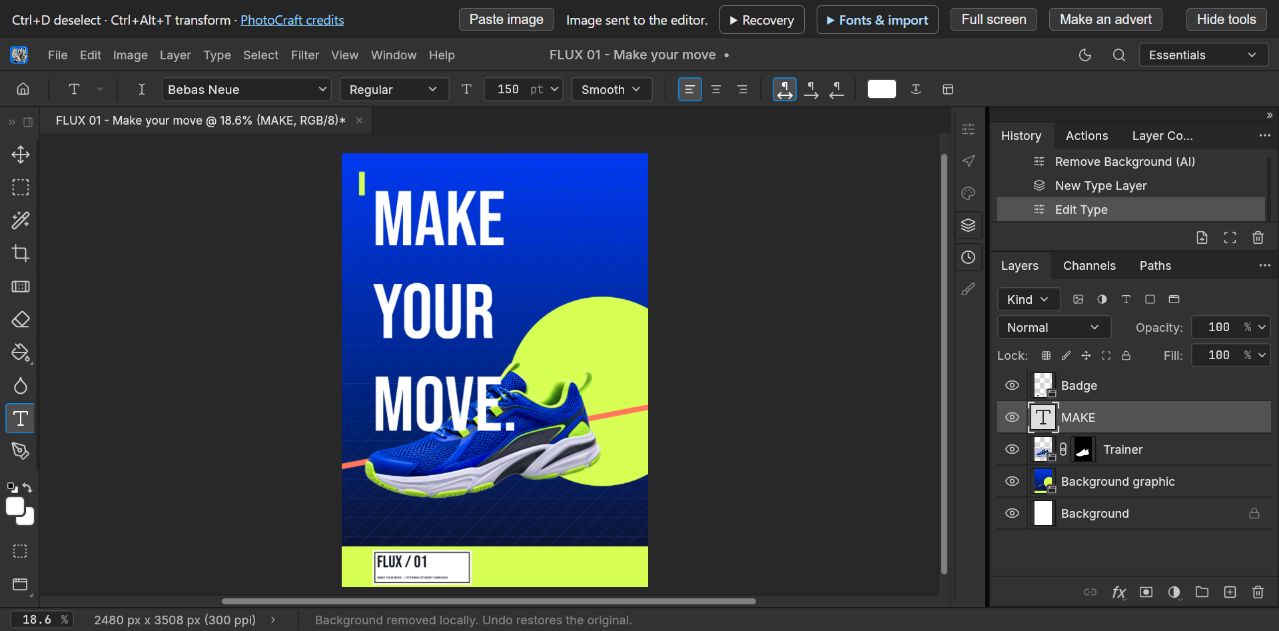 Ctrl+D deselect · Ctrl+Alt+T transform · PhotoCraft credits
Paste image
Image sent to the editor.
Recovery
Fonts & import
Full screen
Make an advert
Hide tools
File Edit Image Layer Type Select Filter View Window Help
FLUX 01 - Make your move •
Essentials
Bebas Neue
Regular
150 pt
Smooth
FLUX 01 - Make your move @ 18.6% (MAKE, RGB/8)* ×
MAKE
YOUR
MOVE.
FLUX / 01
History Actions Layer Co...
Remove Background (AI)
New Type Layer
Edit Type
Layers Channels Paths
Kind
Normal
Opacity: 100 %
Lock:
Fill: 100 %
Badge
MAKE
Trainer
Background graphic
Background
18.6 %
2480 px x 3508 px (300 ppi)
Background removed locally. Undo restores the original.